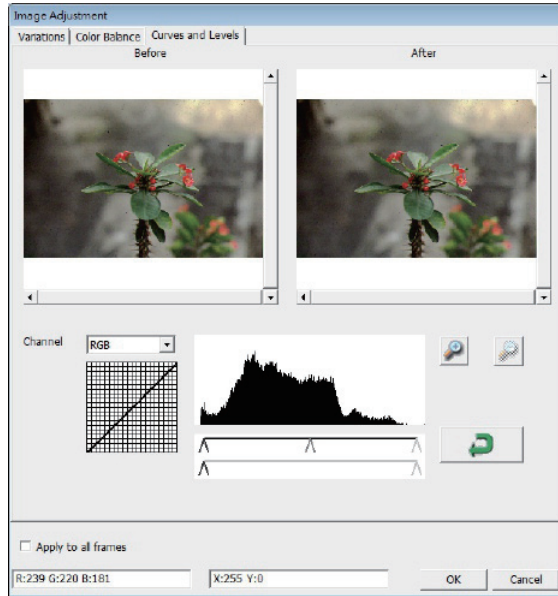 Image Adjustment
Variations Color Balance Curves and Levels
Before After
Channel RGB
Apply to all frames
R:239 G:220 B:181 X:255 Y:0 OK Cancel